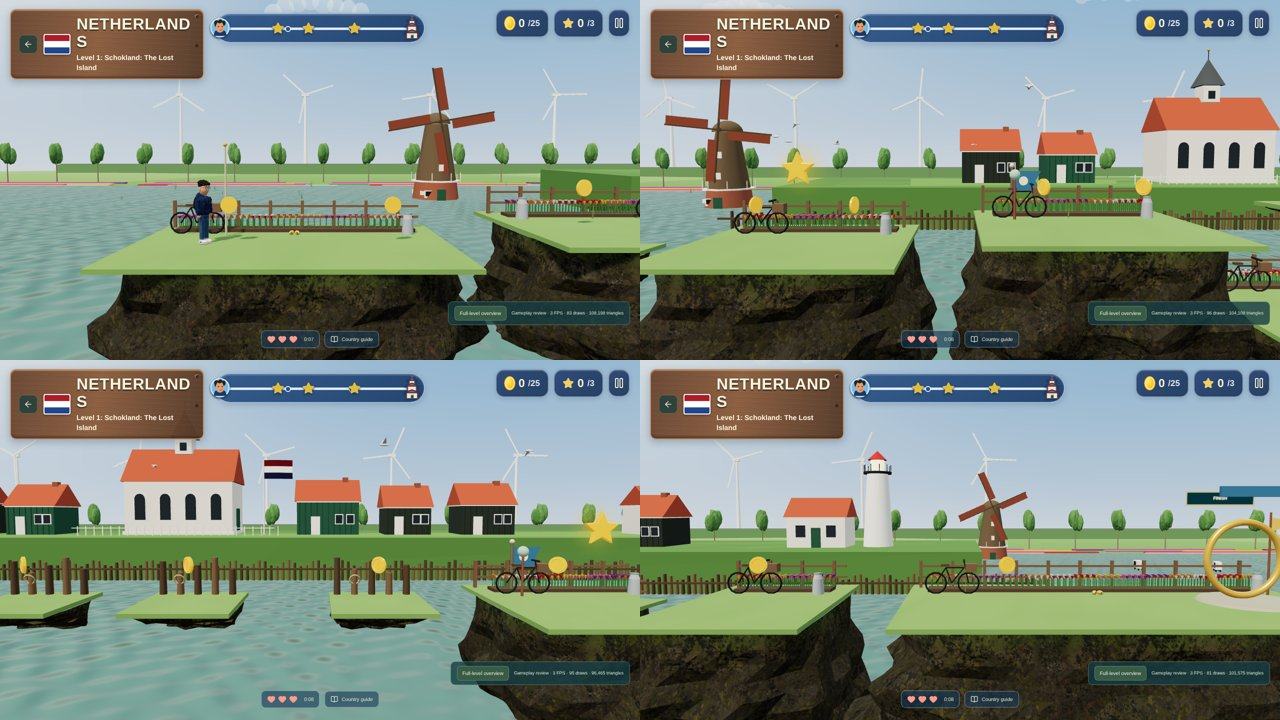 NETHERLAND
S
Level 1: Schokland: The Lost
Island
0 /25
0 /3
Full-level overview
Gameplay review · 3 FPS · 83 draws · 108,198 triangles
0:07
Country guide
NETHERLAND
S
Level 1: Schokland: The Lost
Island
0 /25
0 /3
Full-level overview
Gameplay review · 3 FPS · 96 draws · 104,108 triangles
0:08
Country guide
NETHERLAND
S
Level 1: Schokland: The Lost
Island
0 /25
0 /3
Full-level overview
Gameplay review · 3 FPS · 95 draws · 96,465 triangles
0:08
Country guide
NETHERLAND
S
Level 1: Schokland: The Lost
Island
0 /25
0 /3
FINISH
Full-level overview
Gameplay review · 3 FPS · 81 draws · 101,575 triangles
0:08
Country guide